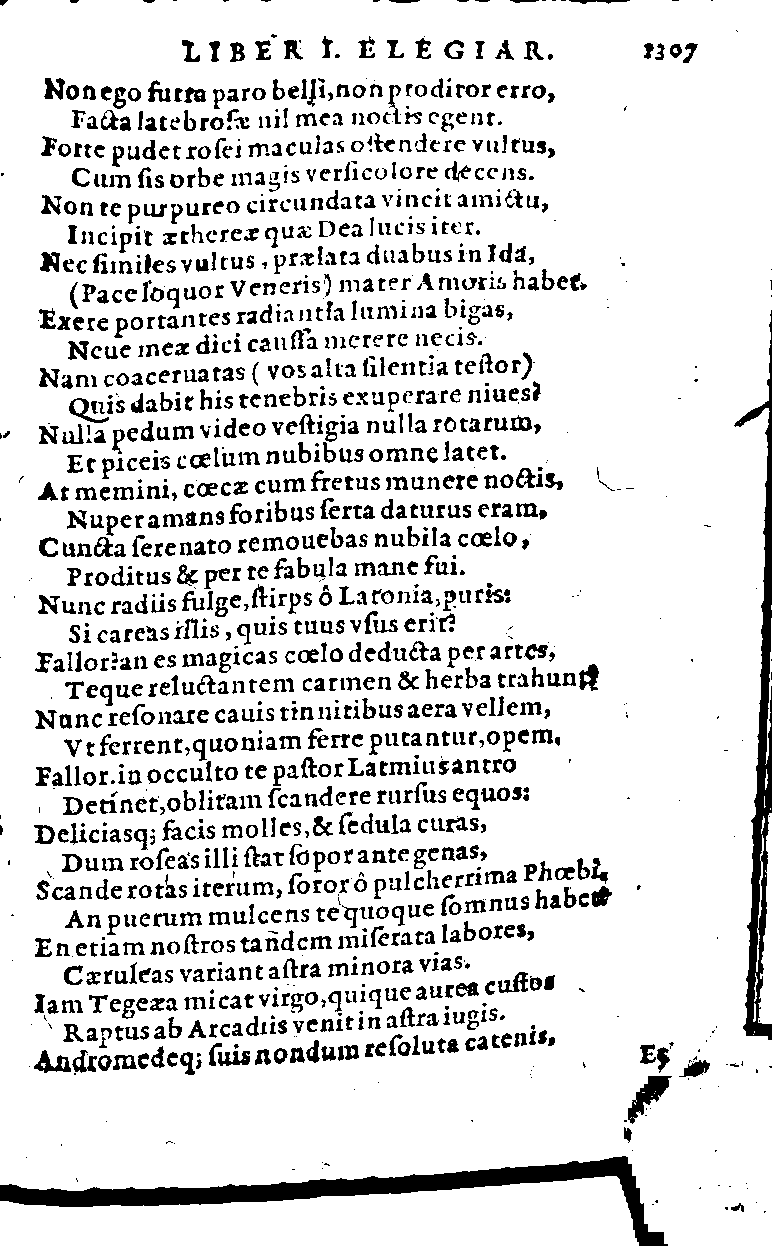 LIBER I. ELEGIAR. 1307
Non ego furta paro belli, non proditor erro,
Facta latebrosæ nil mea noctis egent.
Forte pudet rosei maculas ostendere vultus,
Cum sis orbe magis versicolore decens.
Non te purpureo circundata vincit amictu,
Incipit æthereæ quæ Dea lucis iter.
Nec similes vultus, prælata duabus in Ida,
(Pace loquor Veneris) mater Amoris habet.
Exere portantes radiantia lumina bigas,
Neue meæ dici caussa merere necis.
Nam coaceruatas (vos alta silentia testor)
Quis dabit his tenebris exuperare niues?
Nulla pedum video vestigia nulla rotarum,
Et piceis cœlum nubibus omne latet.
At memini, cœcæ cum fretus munere noctis,
Nuper amans foribus serta daturus eram,
Cuncta serenato remouebas nubila cœlo,
Proditus & per te fabula mane fui.
Nunc radiis fulge, stirps ô Latonia, puris:
Si careas illis, quis tuus vsus erit?
Fallor? an es magicas cœlo deducta per artes,
Teque reluctantem carmen & herba trahunt?
Nunc resonare cauis tinnitibus aera vellem,
Vt ferrent, quoniam ferre putantur, opem.
Fallor. in occulto te pastor Latmius antro
Detinet, oblitam scandere rursus equos:
Deliciasq; facis molles, & sedula curas,
Dum roseas illi stat sopor ante genas,
Scande rotas iterum, soror ô pulcherrima Phœbi,
An puerum mulcens te quoque somnus habet?
En etiam nostros tandem miserata labores,
Cæruleas variant astra minora vias.
Iam Tegeæa micat virgo, quique aurea custos
Raptus ab Arcadiis venit in astra iugis.
Andromedeq; suis nondum resoluta catenis,
Es